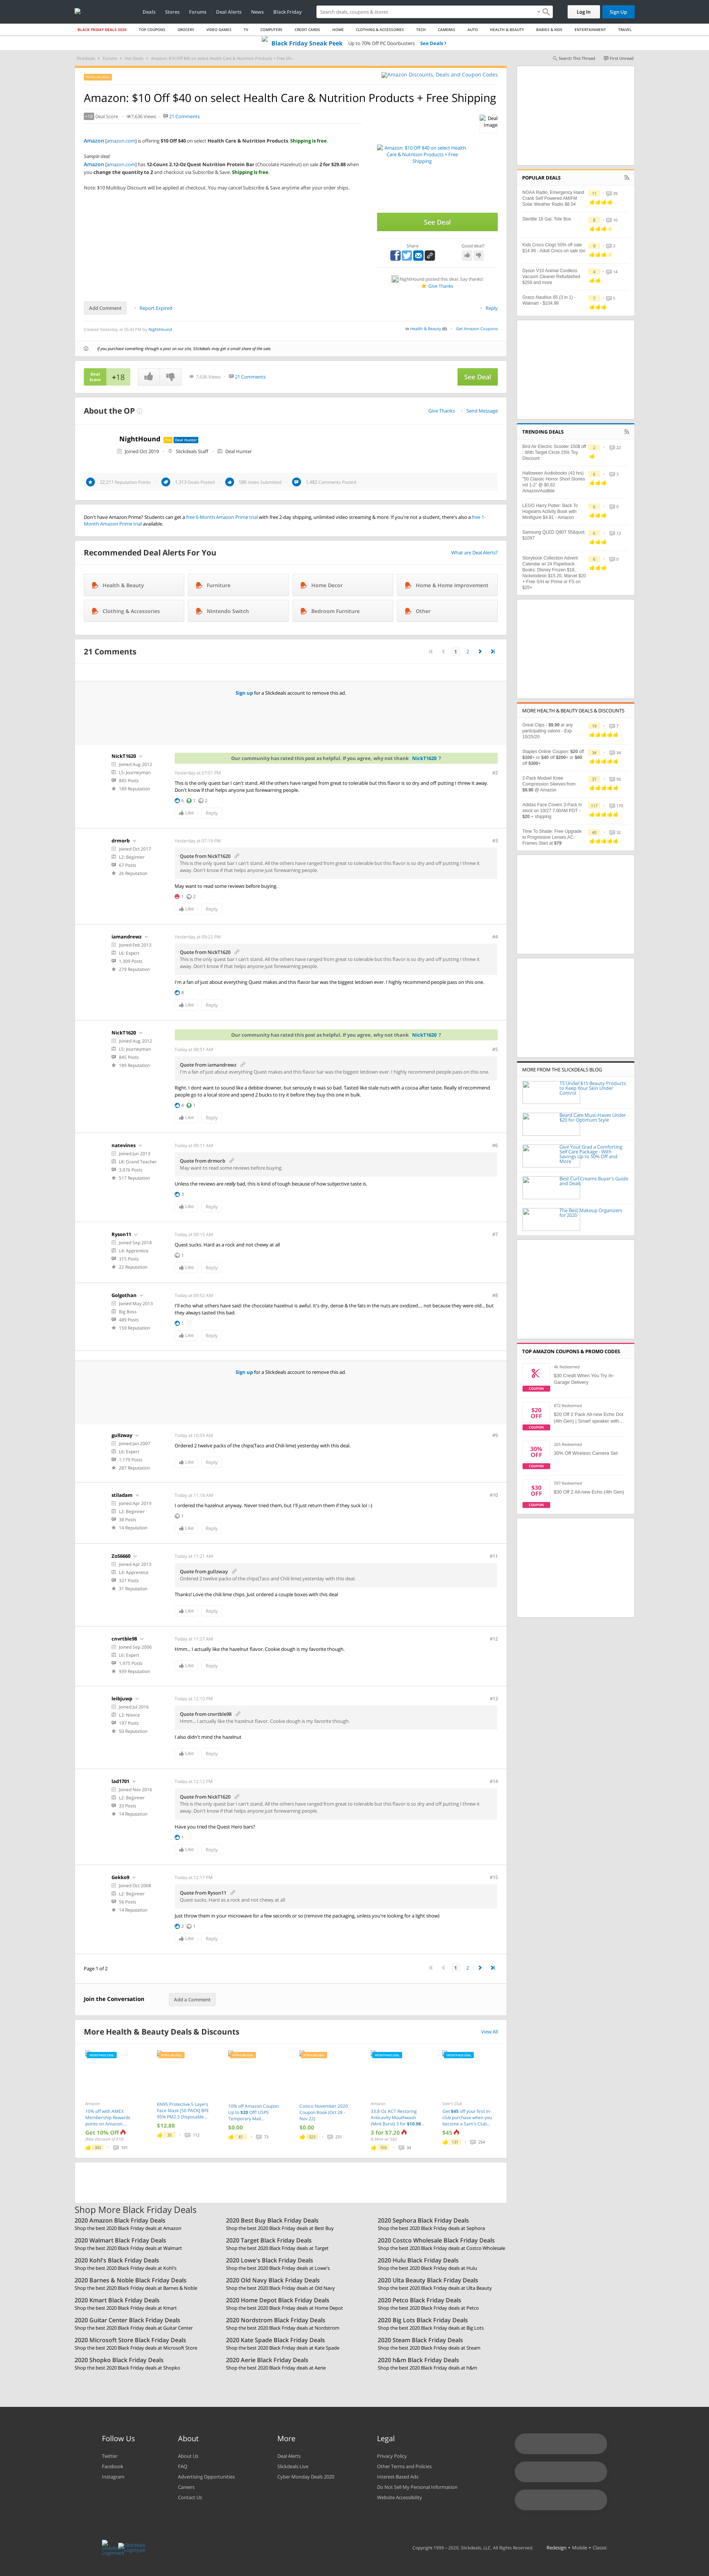 Deals Stores Forums Deal Alerts News Black Friday
Search deals, coupons & stores
Log In
Sign Up
BLACK FRIDAY DEALS 2020 TOP COUPONS GROCERY VIDEO GAMES TV COMPUTERS CREDIT CARDS HOME CLOTHING & ACCESSORIES TECH CAMERAS AUTO HEALTH & BEAUTY BABIES & KIDS ENTERTAINMENT TRAVEL
Black Friday Sneak Peek Up to 70% Off PC Doorbusters See Deals ›
Slickdeals > Forums > Hot Deals > Amazon: $10 Off $40 on select Health & Care & Nutrition Products + Free Shi...
Search This Thread First Unread
Amazon Discounts, Deals and Coupon Codes
Amazon: $10 Off $40 on select Health & Care & Nutrition Products + Free Shipping
+18 Deal Score 7,636 Views 21 Comments
Deal Image
Amazon [amazon.com] is offering $10 Off $40 on select Health & Care & Nutrition Products. Shipping is free.
Sample deal
Amazon [amazon.com] has 12-Count 2.12-Oz Quest Nutrition Protein Bar (Chocolate Hazelnut) on sale 2 for $29.88 when you change the quantity to 2 and checkout via Subscribe & Save. Shipping is free.
Note: $10 Multibuy Discount will be applied at checkout. You may cancel Subscribe & Save anytime after your order ships.
Amazon: $10 Off $40 on select Health & Care & Nutrition Products + Free Shipping
See Deal
Share Good deal?
NightHound posted this deal. Say thanks!
Give Thanks
Add Comment Report Expired Reply
Created Yesterday at 05:43 PM by NightHound
in Health & Beauty (6) Get Amazon Coupons
If you purchase something through a post on our site, Slickdeals may get a small share of the sale.
Deal Score +18 7,636 Views 21 Comments See Deal
About the OP Give Thanks Send Message
NightHound Deal Hunter
Joined Oct 2019 Slickdeals Staff Deal Hunter
22,211 Reputation Points 1,313 Deals Posted 586 Votes Submitted 1,482 Comments Posted
Don't have Amazon Prime? Students can get a free 6-Month Amazon Prime trial with free 2-day shipping, unlimited video streaming & more. If you're not a student, there's also a free 1-Month Amazon Prime trial available.
Recommended Deal Alerts For You What are Deal Alerts?
Health & Beauty Furniture Home Decor Home & Home Improvement
Clothing & Accessories Nintendo Switch Bedroom Furniture Other
21 Comments 1 2
Sign up for a Slickdeals account to remove this ad.
NickT1620
Joined Aug 2012
L5: Journeyman
845 Posts
189 Reputation
Our community has rated this post as helpful. If you agree, why not thank NickT1620 ?
Yesterday at 07:01 PM #2
This is the only quest bar I can't stand. All the others have ranged from great to tolerable but this flavor is so dry and off putting I threw it away. Don't know if that helps anyone just forewarning people.
6 1 2
Like Reply
drmorb
Joined Oct 2017
L2: Beginner
67 Posts
26 Reputation
Yesterday at 07:19 PM #3
Quote from NickT1620
This is the only quest bar I can't stand. All the others have ranged from great to tolerable but this flavor is so dry and off putting I threw it away. Don't know if that helps anyone just forewarning people.
May want to read some reviews before buying.
1 2
Like Reply
iamandrewz
Joined Feb 2013
L6: Expert
1,309 Posts
279 Reputation
Yesterday at 09:22 PM #4
Quote from NickT1620
This is the only quest bar I can't stand. All the others have ranged from great to tolerable but this flavor is so dry and off putting I threw it away. Don't know if that helps anyone just forewarning people.
I'm a fan of just about everything Quest makes and this flavor bar was the biggest letdown ever. I highly recommend people pass on this one.
8
Like Reply
NickT1620
Joined Aug 2012
L5: Journeyman
845 Posts
189 Reputation
Our community has rated this post as helpful. If you agree, why not thank NickT1620 ?
Today at 08:51 AM #5
Quote from iamandrewz
I'm a fan of just about everything Quest makes and this flavor bar was the biggest letdown ever. I highly recommend people pass on this one.
Right. I dont want to sound like a debbie downer, but seriously it was so bad. Tasted like stale nuts with a cocoa after taste. Really id recommend people to go to a local store and spend 2 bucks to try it before they buy this one in bulk.
4 1
Like Reply
natevines
Joined Jun 2013
L8: Grand Teacher
3,076 Posts
517 Reputation
Today at 09:11 AM #6
Quote from drmorb
May want to read some reviews before buying.
Unless the reviews are really bad, this is kind of tough because of how subjective taste is.
3
Like Reply
Ryson11
Joined Sep 2018
L4: Apprentice
315 Posts
22 Reputation
Today at 09:15 AM #7
Quest sucks. Hard as a rock and not chewy at all
1
Like Reply
Golgothan
Joined May 2013
Big Boss
489 Posts
159 Reputation
Today at 09:52 AM #8
I'll echo what others have said: the chocolate hazelnut is awful. It's dry, dense & the fats in the nuts are oxidized.... not because they were old... but they always tasted this bad .
1
Like Reply
Sign up for a Slickdeals account to remove this ad.
gullzway
Joined Jan 2007
L6: Expert
1,179 Posts
287 Reputation
Today at 10:59 AM #9
Ordered 2 twelve packs of the chips(Taco and Chili lime) yesterday with this deal.
Like Reply
stiladam
Joined Apr 2019
L2: Beginner
38 Posts
14 Reputation
Today at 11:16 AM #10
I ordered the hazelnut anyway. Never tried them, but I'll just return them if they suck lol :-)
1
Like Reply
ZoS6660
Joined Apr 2013
L4: Apprentice
321 Posts
31 Reputation
Today at 11:21 AM #11
Quote from gullzway
Ordered 2 twelve packs of the chips(Taco and Chili lime) yesterday with this deal.
Thanks! Love the chili lime chips. Just ordered a couple boxes with this deal
Like Reply
cnvrtble98
Joined Sep 2006
L6: Expert
1,975 Posts
939 Reputation
Today at 11:27 AM #12
Hmm... I actually like the hazelnut flavor. Cookie dough is my favorite though.
Like Reply
leibjuwp
Joined Jul 2016
L3: Novice
197 Posts
50 Reputation
Today at 12:10 PM #13
Quote from cnvrtble98
Hmm... I actually like the hazelnut flavor. Cookie dough is my favorite though.
I also didn't mind the hazelnut
Like Reply
lad1701
Joined Nov 2016
L2: Beginner
33 Posts
14 Reputation
Today at 12:12 PM #14
Quote from NickT1620
This is the only quest bar I can't stand. All the others have ranged from great to tolerable but this flavor is so dry and off putting I threw it away. Don't know if that helps anyone just forewarning people.
Have you tried the Quest Hero bars?
1
Like Reply
Gekko9
Joined Oct 2008
L2: Beginner
56 Posts
14 Reputation
Today at 12:17 PM #15
Quote from Ryson11
Quest sucks. Hard as a rock and not chewy at all
Just throw them in your microwave for a few seconds or so (remove the packaging, unless you're looking for a light show)
2 1
Like Reply
Page 1 of 2 1 2
Join the Conversation Add a Comment
More Health & Beauty Deals & Discounts View All
Amazon
10% off with AMEX Membership Rewards points on Amazon...
Get 10% Off
KN95 Protective 5 Layers Face Mask [50 PACK] BFE 95% PM2.5 Disposable...
$12.88
10% off Amazon Coupon Up to $20 Off! USPS Temporary Mail...
$0.00
Costco November 2020 Coupon Book (Oct 28 - Nov 22)
$0.00
Amazon
33.8-Oz ACT Restoring Anticavity Mouthwash (Mint Burst) 3 for $10.98...
3 for $7.20
Sam's Club
Get $45 off your first in-club purchase when you become a Sam's Club...
$45
Shop More Black Friday Deals
2020 Amazon Black Friday Deals
Shop the best 2020 Black Friday deals at Amazon
2020 Best Buy Black Friday Deals
Shop the best 2020 Black Friday deals at Best Buy
2020 Sephora Black Friday Deals
Shop the best 2020 Black Friday deals at Sephora
2020 Walmart Black Friday Deals
Shop the best 2020 Black Friday deals at Walmart
2020 Target Black Friday Deals
Shop the best 2020 Black Friday deals at Target
2020 Costco Wholesale Black Friday Deals
Shop the best 2020 Black Friday deals at Costco Wholesale
2020 Kohl's Black Friday Deals
Shop the best 2020 Black Friday deals at Kohl's
2020 Lowe's Black Friday Deals
Shop the best 2020 Black Friday deals at Lowe's
2020 Hulu Black Friday Deals
Shop the best 2020 Black Friday deals at Hulu
2020 Barnes & Noble Black Friday Deals
Shop the best 2020 Black Friday deals at Barnes & Noble
2020 Old Navy Black Friday Deals
Shop the best 2020 Black Friday deals at Old Navy
2020 Ulta Beauty Black Friday Deals
Shop the best 2020 Black Friday deals at Ulta Beauty
2020 Kmart Black Friday Deals
Shop the best 2020 Black Friday deals at Kmart
2020 Home Depot Black Friday Deals
Shop the best 2020 Black Friday deals at Home Depot
2020 Petco Black Friday Deals
Shop the best 2020 Black Friday deals at Petco
2020 Guitar Center Black Friday Deals
Shop the best 2020 Black Friday deals at Guitar Center
2020 Nordstrom Black Friday Deals
Shop the best 2020 Black Friday deals at Nordstrom
2020 Big Lots Black Friday Deals
Shop the best 2020 Black Friday deals at Big Lots
2020 Microsoft Store Black Friday Deals
Shop the best 2020 Black Friday deals at Microsoft Store
2020 Kate Spade Black Friday Deals
Shop the best 2020 Black Friday deals at Kate Spade
2020 Steam Black Friday Deals
Shop the best 2020 Black Friday deals at Steam
2020 Shopko Black Friday Deals
Shop the best 2020 Black Friday deals at Shopko
2020 Aerie Black Friday Deals
Shop the best 2020 Black Friday deals at Aerie
2020 h&m Black Friday Deals
Shop the best 2020 Black Friday deals at h&m
POPULAR DEALS
NOAA Radio, Emergency Hand Crank Self Powered AM/FM Solar Weather Radio $8.54
Sterilite 18 Gal. Tote Box
Kids Crocs Clogs 50% off sale $14.99 - Adult Crocs on sale too
Dyson V10 Animal Cordless Vacuum Cleaner Refurbished $259 and more
Graco Nautilus 65 (3 in 1) - Walmart - $104.99
TRENDING DEALS
Bird Air Electric Scooter 150$ off . With Target Circle 25% Toy Discount
Halloween Audiobooks (43 hrs) "50 Classic Horror Short Stories vol 1-2" @ $0.82 Amazon/Audible
LEGO Harry Potter: Back To Hogwarts Activity Book with Minifigure $4.91 - Amazon
Samsung QLED Q80T 55&quot; $1097
Storybook Collection Advent Calendar w/ 24 Paperback Books: Disney Frozen $18, Nickelodeon $15.20, Marvel $20 + Free S/H w/ Prime or FS on $25+
MORE HEALTH & BEAUTY DEALS & DISCOUNTS
Great Clips - $9.99 at any participating salons - Exp 10/25/20
Staples Online Coupon: $20 off $100+ or $40 off $200+ or $60 off $300+
2-Pack Modvel Knee Compression Sleeves from $9.98 @ Amazon
Adidas Face Covers 3-Pack in stock on 10/27 7:00AM PDT - $20 + shipping
Time To Shade: Free Upgrade to Progressive Lenses AC: Frames Start at $79
MORE FROM THE SLICKDEALS BLOG
15 Under $15 Beauty Products to Keep Your Skin Under Control
Beard Care Must-Haves Under $20 for Optimum Style
Give Your Grad a Comforting Self Care Package - With Savings Up to 50% Off and More
Best Curl Creams Buyer's Guide and Deals
The Best Makeup Organizers for 2020
TOP AMAZON COUPONS & PROMO CODES
4k Redeemed
$30 Credit When You Try In-Garage Delivery
COUPON
$20 OFF
872 Redeemed
$20 Off 2 Pack All-new Echo Dot (4th Gen) | Smart speaker with...
COUPON
30% OFF
265 Redeemed
30% Off Wireless Camera Set
COUPON
$30 OFF
597 Redeemed
$30 Off 2 All-new Echo (4th Gen)
COUPON
Follow Us
Twitter
Facebook
Instagram
About
About Us
FAQ
Advertising Opportunities
Careers
Contact Us
More
Deal Alerts
Slickdeals Live
Cyber Monday Deals 2020
Legal
Privacy Policy
Other Terms and Policies
Interest-Based Ads
Do Not Sell My Personal Information
Website Accessibility
Copyright 1999 - 2020. Slickdeals, LLC. All Rights Reserved. Redesign • Mobile • Classic